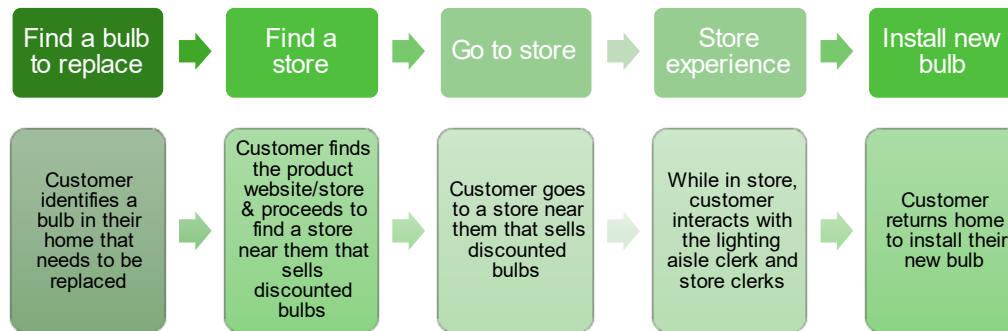 Find a bulb
to replace
Find a
store
Go to store
Store
experience
Install new
bulb
Customer
identifies a
bulb in their
home that
needs to be
replaced
Customer finds
the product
website/store
& proceeds to
find a store
near them that
sells
discounted
bulbs
Customer goes
to a store near
them that sells
discounted
bulbs
While in store,
customer
interacts with
the lighting
aisle clerk and
store clerks
Customer
returns home
to install their
new bulb